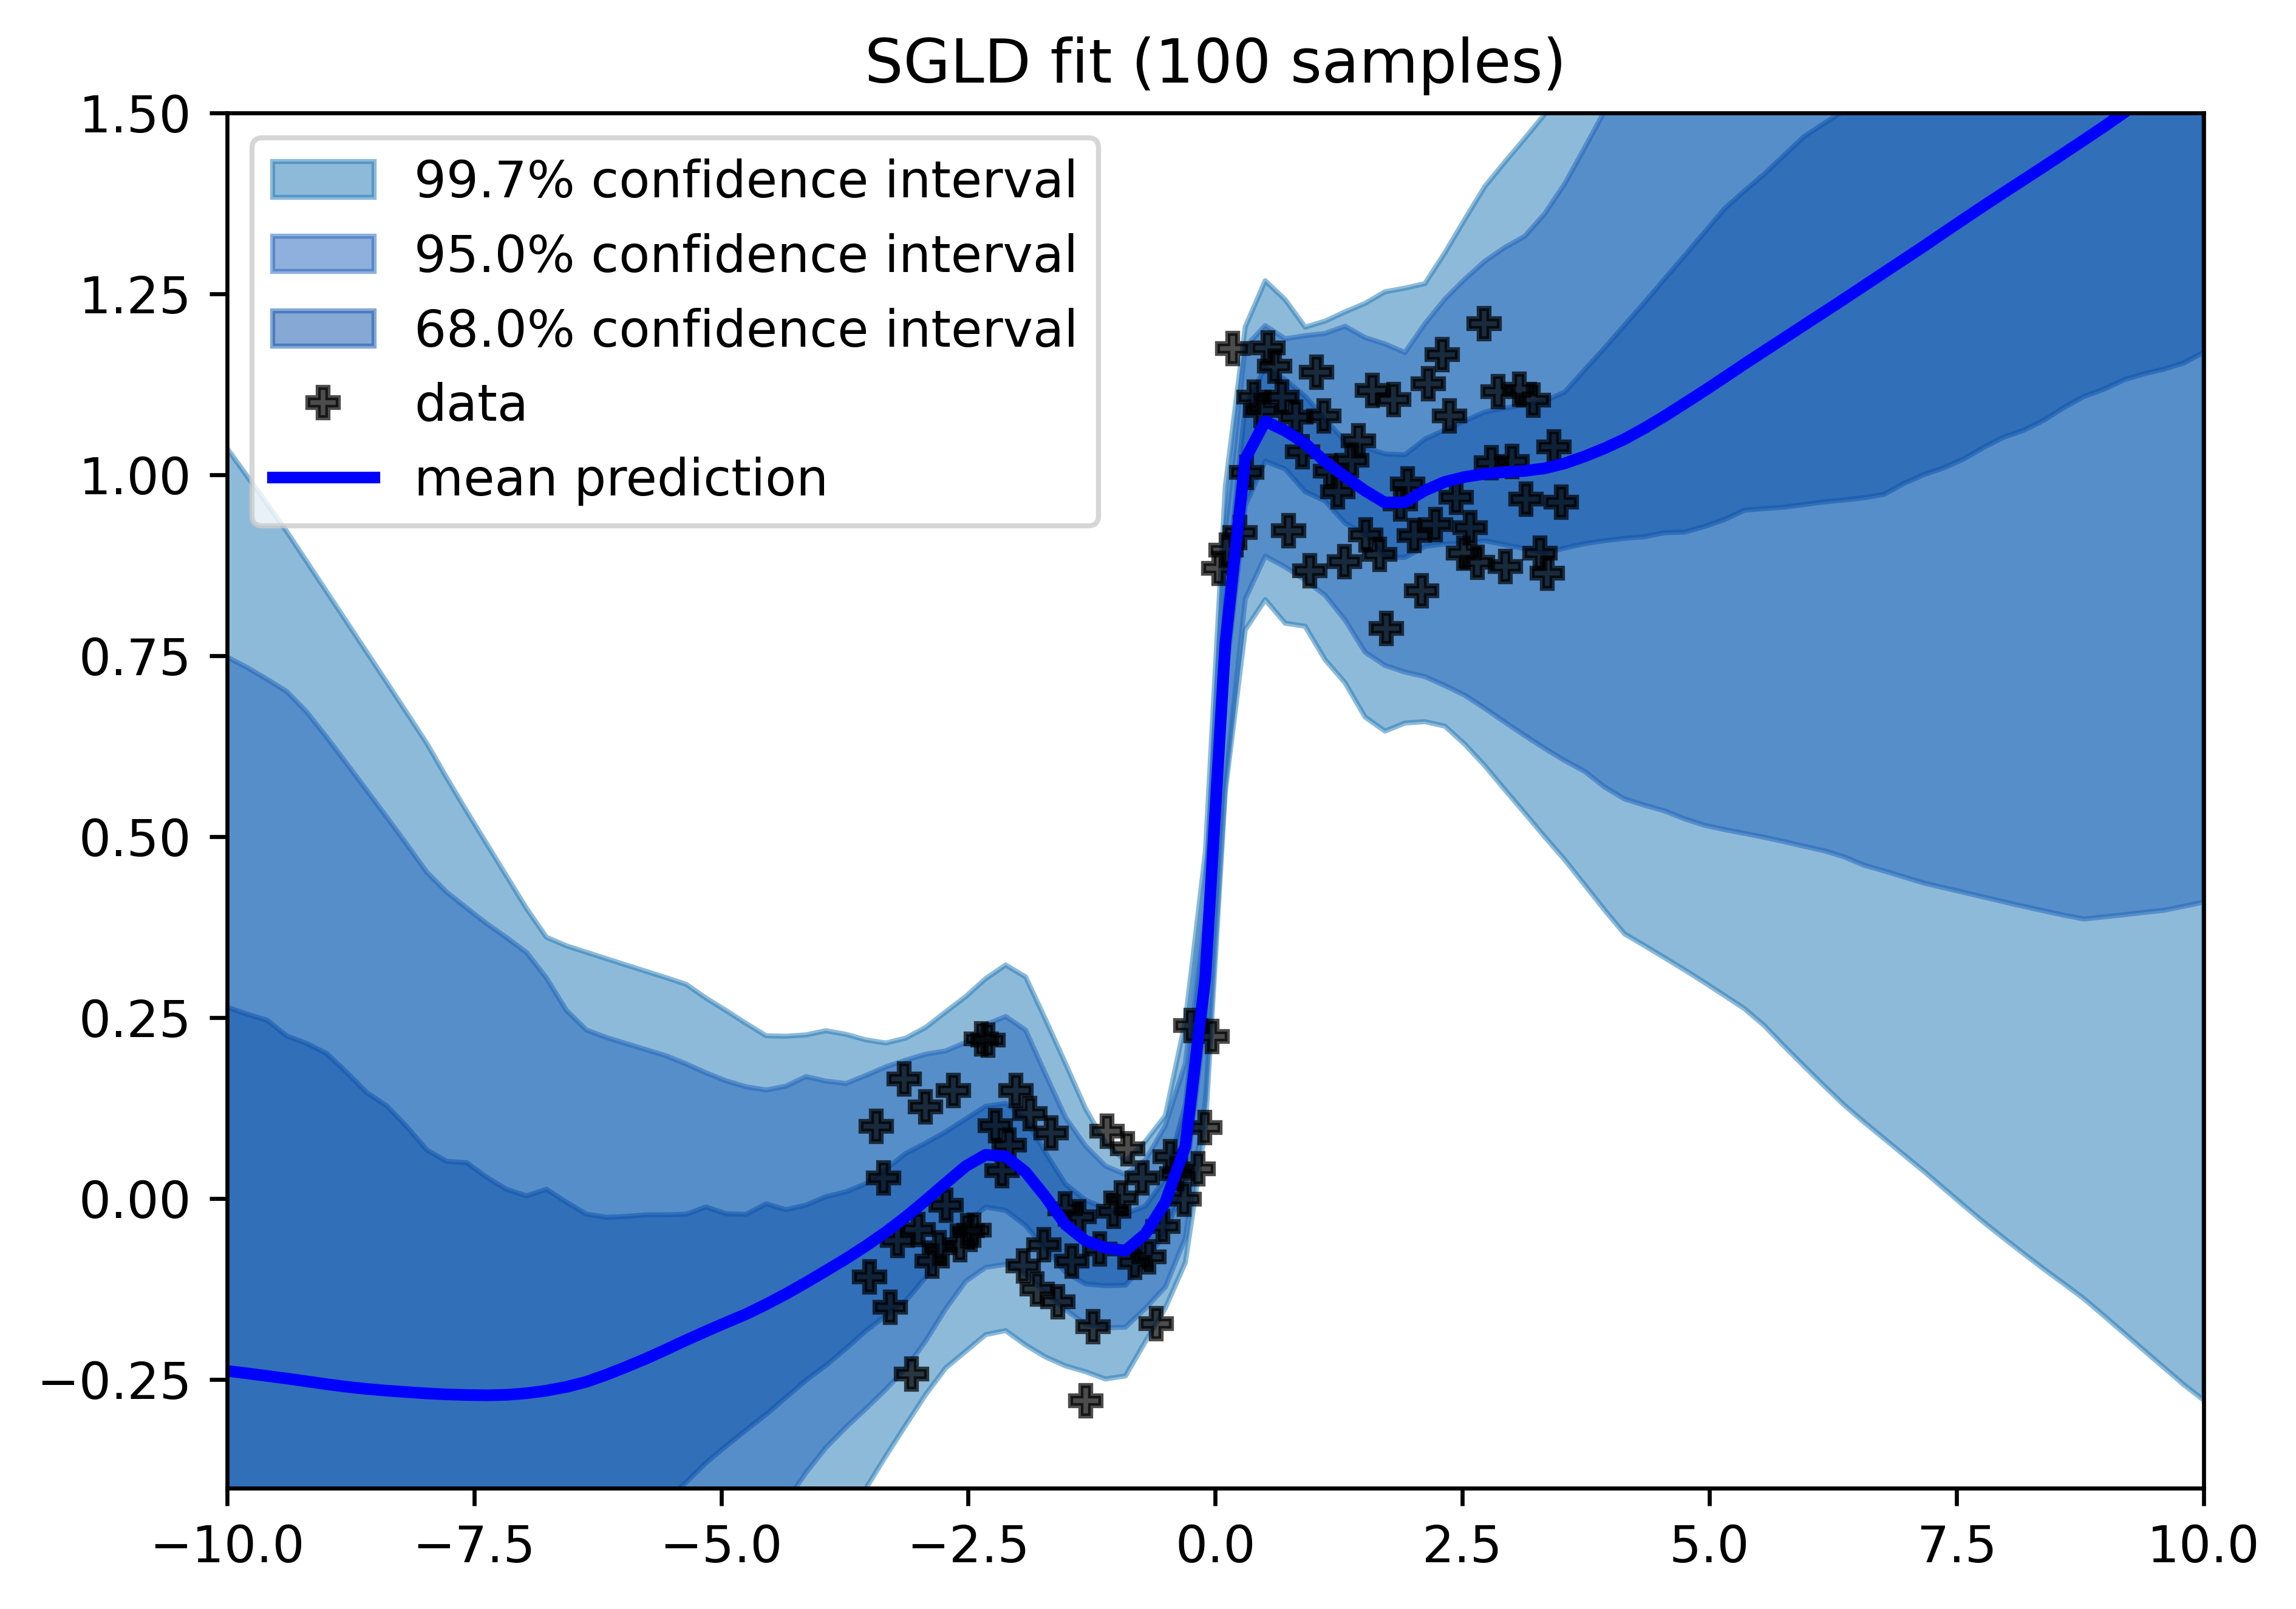 SGLD fit (100 samples)
1.50
1.25
1.00
0.75
0.50
0.25
0.00
−0.25
99.7% confidence interval
95.0% confidence interval
68.0% confidence interval
data
mean prediction
−10.0 −7.5 −5.0 −2.5 0.0 2.5 5.0 7.5 10.0